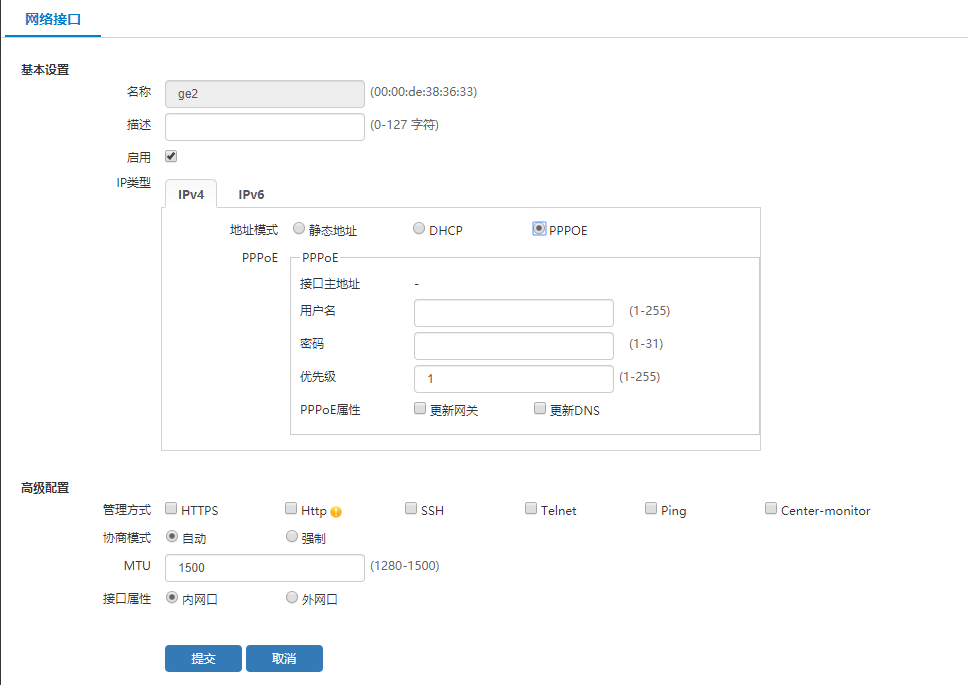 网络接口
基本设置
名称 ge2 (00:00:de:38:36:33)
描述 (0-127 字符)
启用
IP类型 IPv4 IPv6
地址模式 静态地址 DHCP PPPOE
PPPoE PPPoE
接口主地址 -
用户名 (1-255)
密码 (1-31)
优先级 1 (1-255)
PPPoE属性 更新网关 更新DNS
高级配置
管理方式 HTTPS Http SSH Telnet Ping Center-monitor
协商模式 自动 强制
MTU 1500 (1280-1500)
接口属性 内网口 外网口
提交 取消